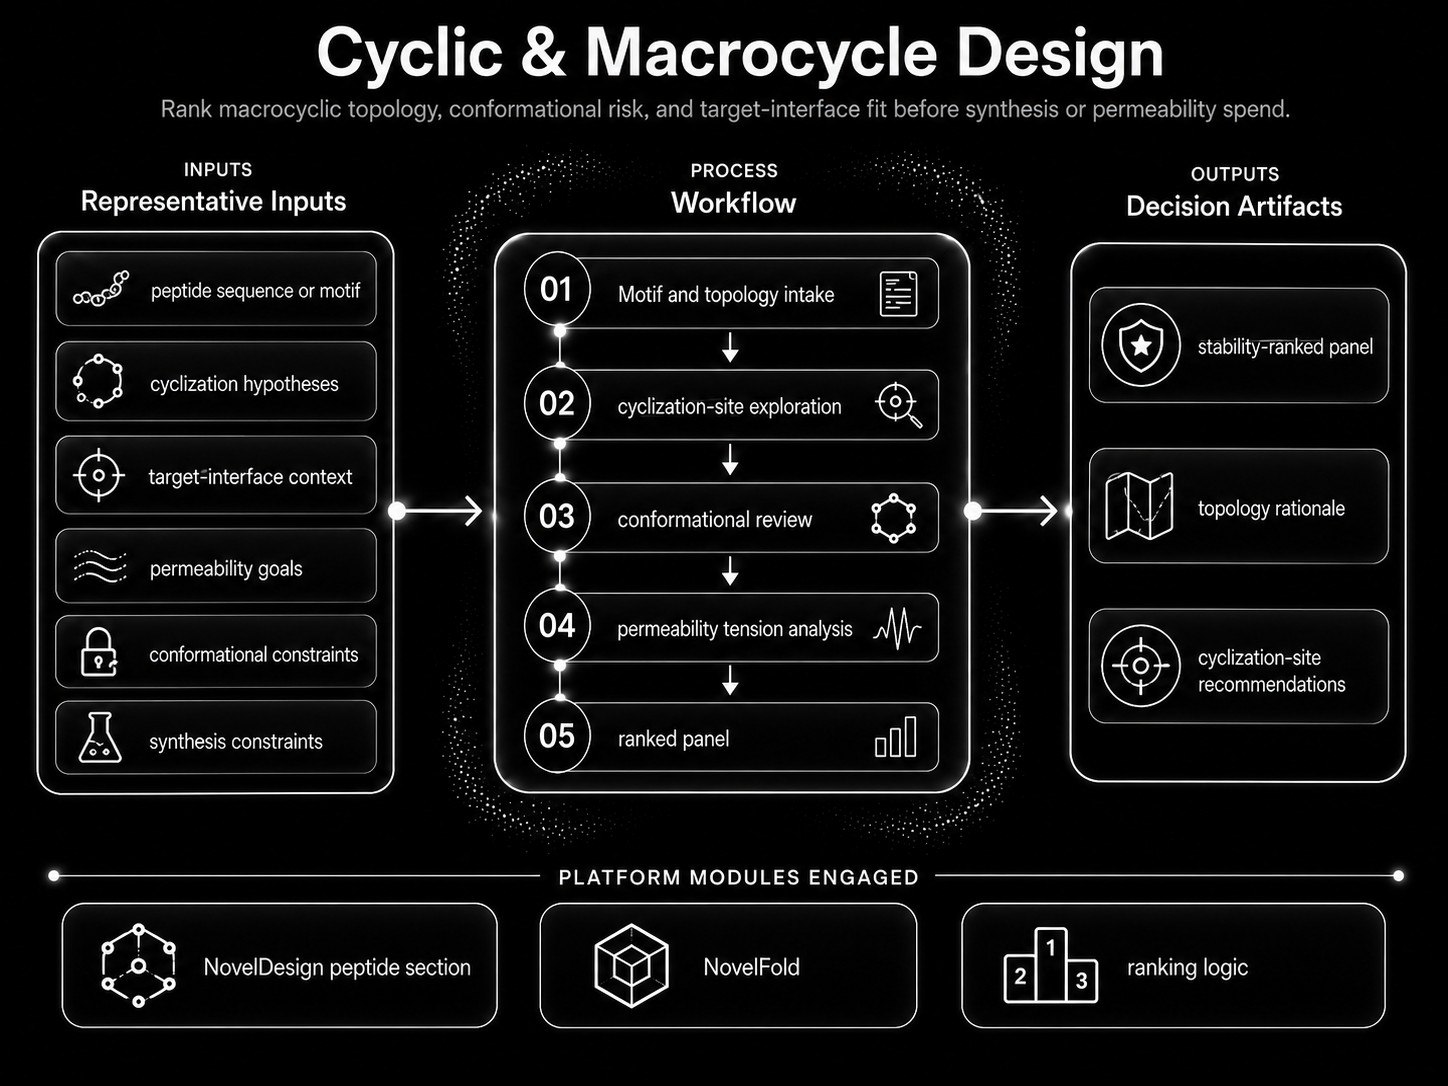 Cyclic & Macrocycle Design
Rank macrocyclic topology, conformational risk, and target-interface fit before synthesis or permeability spend.
INPUTS
Representative Inputs
peptide sequence or motif
cyclization hypotheses
target-interface context
permeability goals
conformational constraints
synthesis constraints
PROCESS
Workflow
01
Motif and topology intake
02
cyclization-site exploration
03
conformational review
04
permeability tension analysis
05
ranked panel
OUTPUTS
Decision Artifacts
stability-ranked panel
topology rationale
cyclization-site
recommendations
PLATFORM MODULES ENGAGED
NovelDesign peptide section
NovelFold
2 1 3
ranking logic